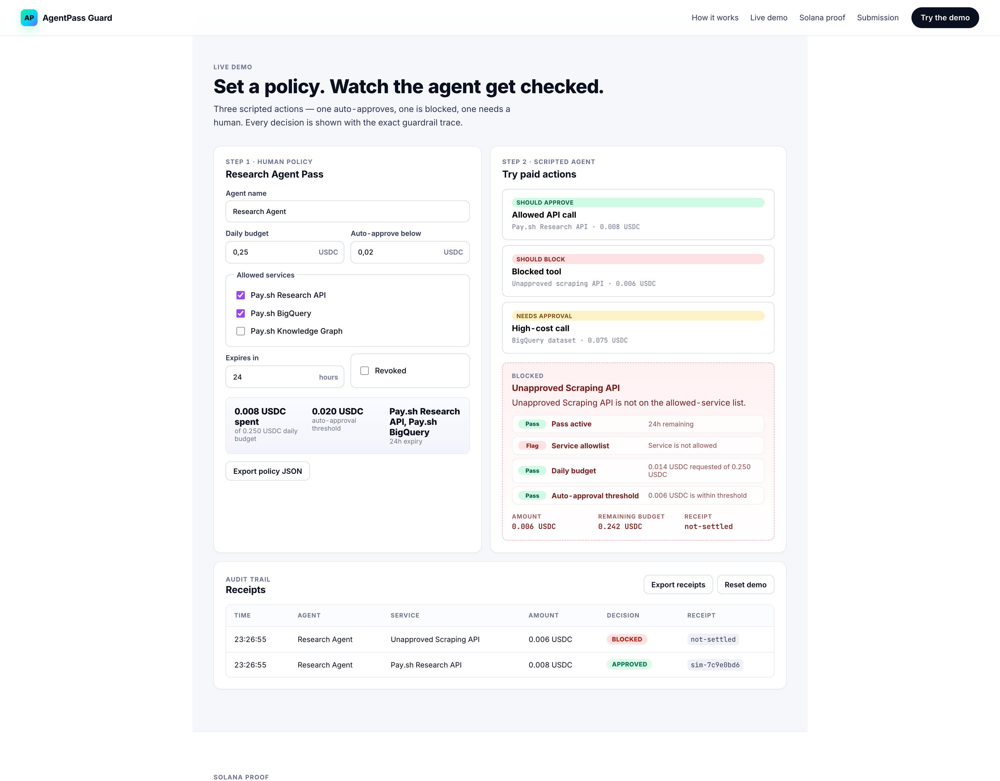 AP AgentPass Guard
How it works Live demo Solana proof Submission Try the demo
LIVE DEMO
Set a policy. Watch the agent get checked.
Three scripted actions — one auto-approves, one is blocked, one needs a
human. Every decision is shown with the exact guardrail trace.
STEP 1 · HUMAN POLICY
Research Agent Pass
Agent name
Research Agent
Daily budget Auto-approve below
0,25 USDC 0,02 USDC
Allowed services
Pay.sh Research API
Pay.sh BigQuery
Pay.sh Knowledge Graph
Expires in
24 hours
Revoked
0.008 USDC
spent
of 0.250 USDC daily
budget
0.020 USDC
auto-approval
threshold
Pay.sh Research
API, Pay.sh
BigQuery
24h expiry
Export policy JSON
STEP 2 · SCRIPTED AGENT
Try paid actions
SHOULD APPROVE
Allowed API call
Pay.sh Research API · 0.008 USDC
SHOULD BLOCK
Blocked tool
Unapproved scraping API · 0.006 USDC
NEEDS APPROVAL
High-cost call
BigQuery dataset · 0.075 USDC
BLOCKED
Unapproved Scraping API
Unapproved Scraping API is not on the allowed-service list.
Pass Pass active 24h remaining
Flag Service allowlist Service is not allowed
Pass Daily budget 0.014 USDC requested of 0.250
USDC
Pass Auto-approval threshold 0.006 USDC is within threshold
AMOUNT REMAINING BUDGET RECEIPT
0.006 USDC 0.242 USDC not-settled
AUDIT TRAIL
Receipts
Export receipts Reset demo
TIME AGENT SERVICE AMOUNT DECISION RECEIPT
23:26:55 Research Agent Unapproved Scraping API 0.006 USDC BLOCKED not-settled
23:26:55 Research Agent Pay.sh Research API 0.008 USDC APPROVED sim-7c9e0bd6
SOLANA PROOF